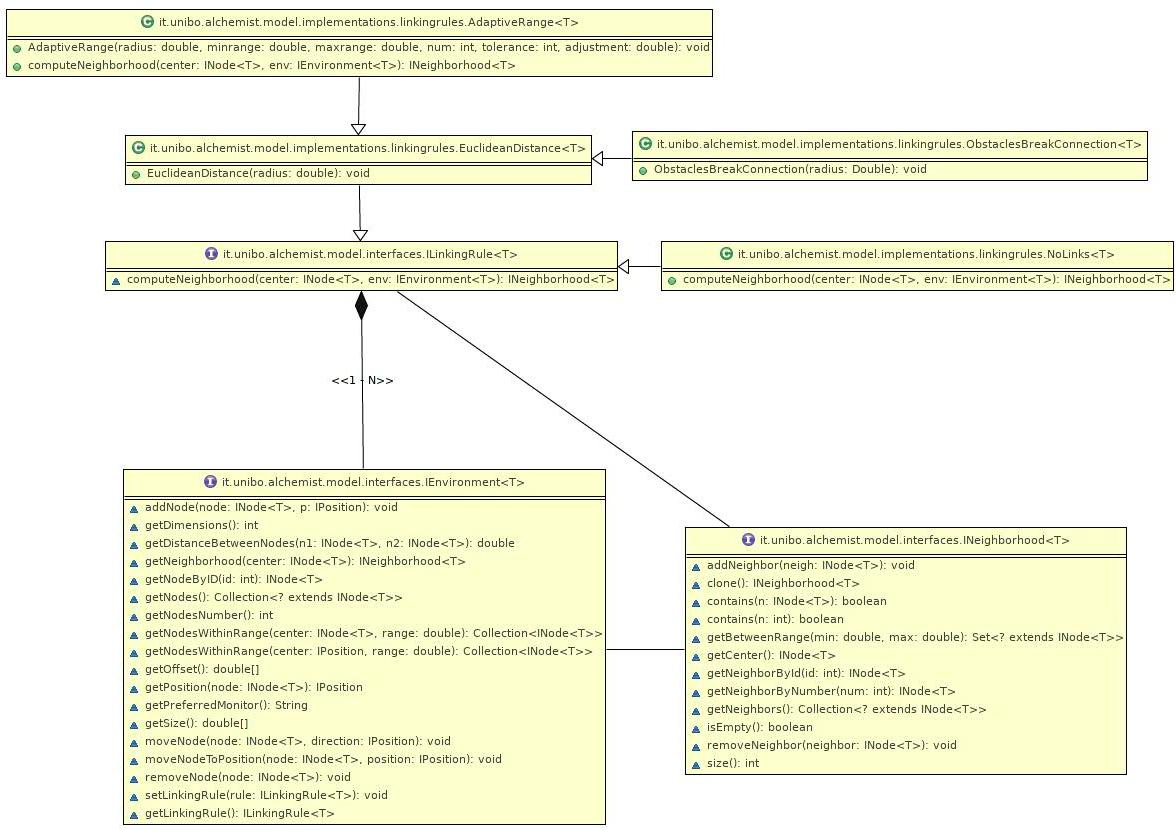 it.unibo.alchemist.model.implementations.linkingrules.AdaptiveRange<T>
AdaptiveRange(radius: double, minrange: double, maxrange: double, num: int, tolerance: int, adjustment: double): void
computeNeighborhood(center: INode<T>, env: IEnvironment<T>): INeighborhood<T>
it.unibo.alchemist.model.implementations.linkingrules.EuclideanDistance<T>
EuclideanDistance(radius: double): void
it.unibo.alchemist.model.implementations.linkingrules.ObstaclesBreakConnection<T>
ObstaclesBreakConnection(radius: Double): void
it.unibo.alchemist.model.interfaces.ILinkingRule<T>
computeNeighborhood(center: INode<T>, env: IEnvironment<T>): INeighborhood<T>
it.unibo.alchemist.model.implementations.linkingrules.NoLinks<T>
computeNeighborhood(center: INode<T>, env: IEnvironment<T>): INeighborhood<T>
<<1 - N>>
it.unibo.alchemist.model.interfaces.IEnvironment<T>
addNode(node: INode<T>, p: IPosition): void
getDimensions(): int
getDistanceBetweenNodes(n1: INode<T>, n2: INode<T>): double
getNeighborhood(center: INode<T>): INeighborhood<T>
getNodeByID(id: int): INode<T>
getNodes(): Collection<? extends INode<T>>
getNodesNumber(): int
getNodesWithinRange(center: INode<T>, range: double): Collection<INode<T>>
getNodesWithinRange(center: IPosition, range: double): Collection<INode<T>>
getOffset(): double[]
getPosition(node: INode<T>): IPosition
getPreferredMonitor(): String
getSize(): double[]
moveNode(node: INode<T>, direction: IPosition): void
moveNodeToPosition(node: INode<T>, position: IPosition): void
removeNode(node: INode<T>): void
setLinkingRule(rule: ILinkingRule<T>): void
getLinkingRule(): ILinkingRule<T>
it.unibo.alchemist.model.interfaces.INeighborhood<T>
addNeighbor(neigh: INode<T>): void
clone(): INeighborhood<T>
contains(n: INode<T>): boolean
contains(n: int): boolean
getBetweenRange(min: double, max: double): Set<? extends INode<T>>
getCenter(): INode<T>
getNeighborById(id: int): INode<T>
getNeighborByNumber(num: int): INode<T>
getNeighbors(): Collection<? extends INode<T>>
isEmpty(): boolean
removeNeighbor(neighbor: INode<T>): void
size(): int